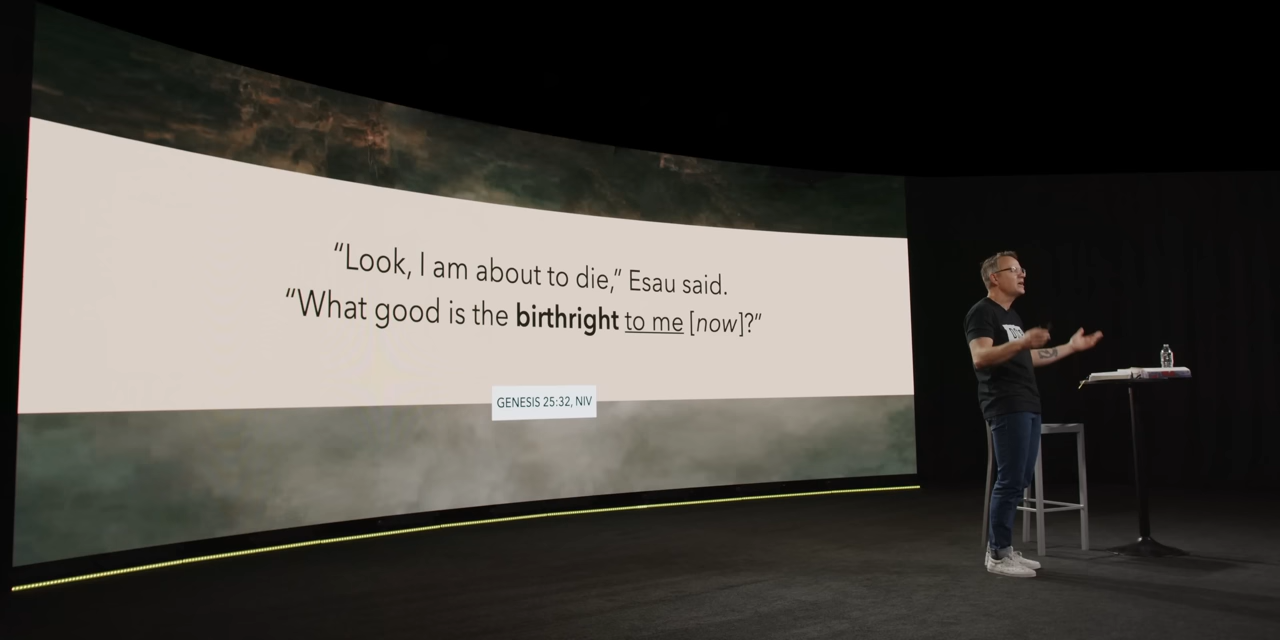 “Look, I am about to die,” Esau said.
“What good is the birthright to me [now]?”
GENESIS 25:32, NIV